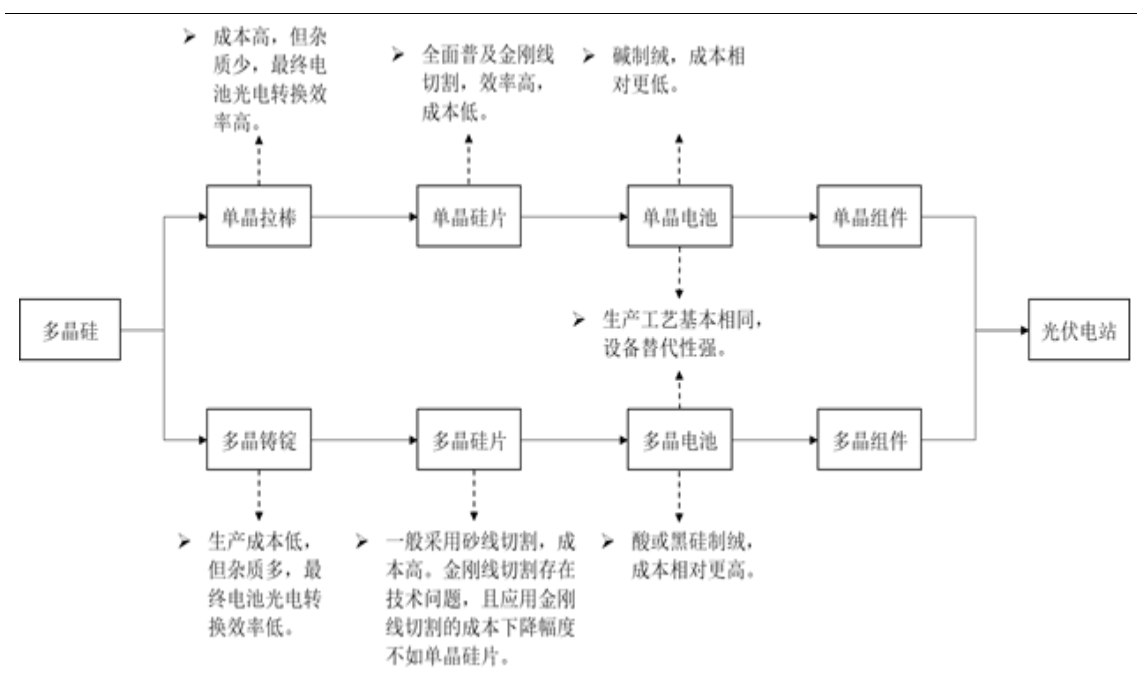 ➢ 成本高，但杂
质少，最终电
池光电转换效
率高。
➢ 全面普及金刚线
切割，效率高，
成本低。
➢ 碱制绒，成本相
对更低。
单晶拉棒
单晶硅片
单晶电池
单晶组件
多晶硅
➢ 生产工艺基本相同，
设备替代性强。
光伏电站
多晶铸锭
多晶硅片
多晶电池
多晶组件
➢ 生产成本低，
但杂质多，最
终电池光电转
换效率低。
➢ 一般采用砂线切割，成
本高。金刚线切割存在
技术问题，且应用金刚
线切割的成本下降幅度
不如单晶硅片。
➢ 酸或黑硅制绒，
成本相对更高。